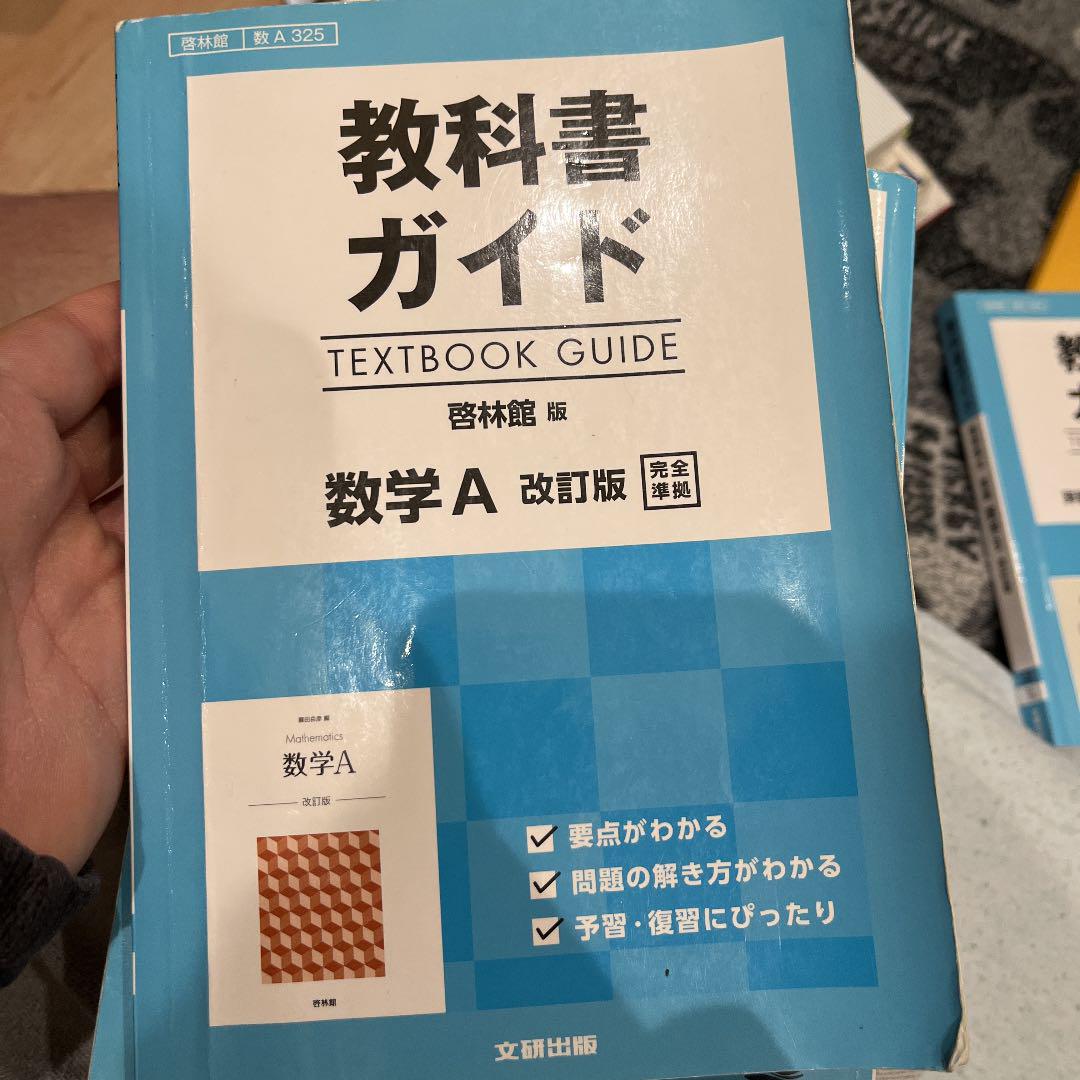 啓林館 数A 325
教科書
ガイド
TEXTBOOK GUIDE
啓林館 版
数学A 改訂版 完全準拠
Mathematics
数学A
改訂版
啓林館
要点がわかる
問題の解き方がわかる
予習・復習にぴったり
文研出版